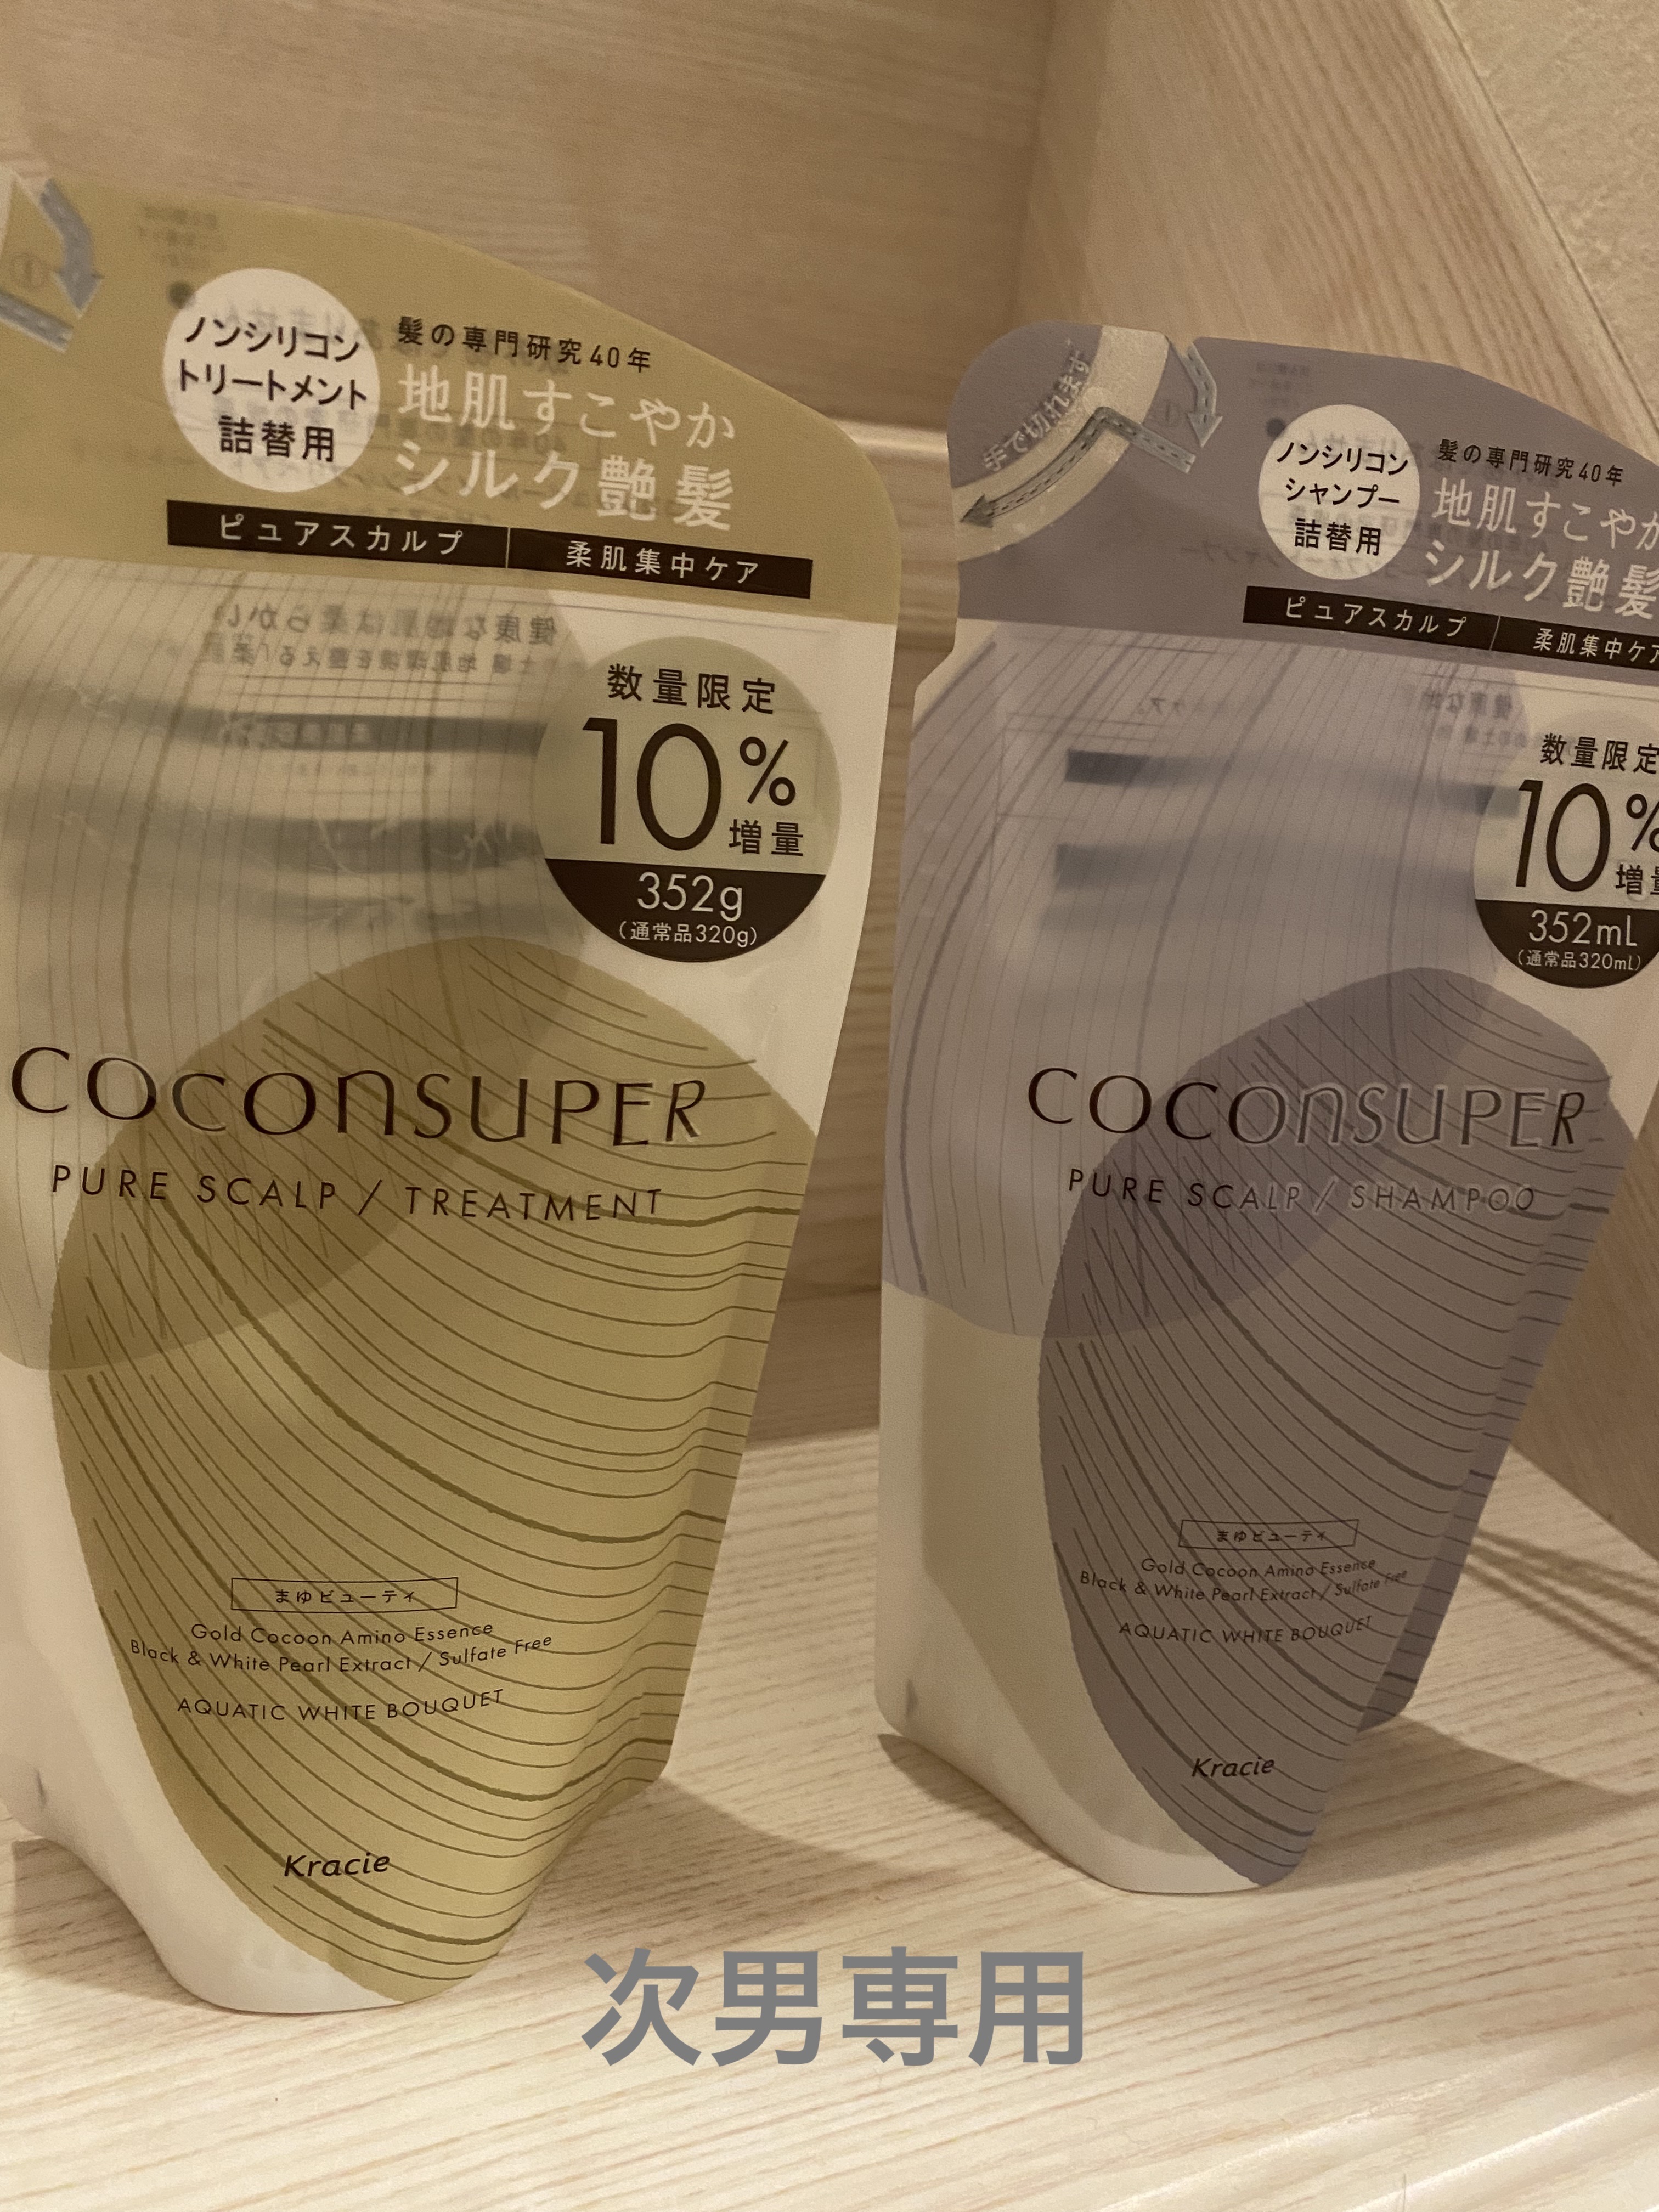 ノンシリコン
トリートメント
詰替用
髪の専門研究40年
地肌すこやか
シルク艶髪
ピュアスカルプ
柔肌集中ケア
数量限定
10%
増量
352g
(通常品320g)
COCONSUPER
PURE SCALP / TREATMENT
まゆビューティ
Gold Cocoon Amino Essence
Black & White Pearl Extract / Sulfate Free
AQUATIC WHITE BOUQUET
Kracie
手で切れます
ノンシリコン
シャンプー
詰替用
髪の専門研究40年
地肌すこやか
シルク艶髪
ピュアスカルプ
柔肌集中ケア
数量限定
10%
増量
352mL
(通常品320mL)
COCONSUPER
PURE SCALP / SHAMPOO
まゆビューティ
Gold Cocoon Amino Essence
Black & White Pearl Extract / Sulfate Free
AQUATIC WHITE BOUQUET
Kracie
次男専用